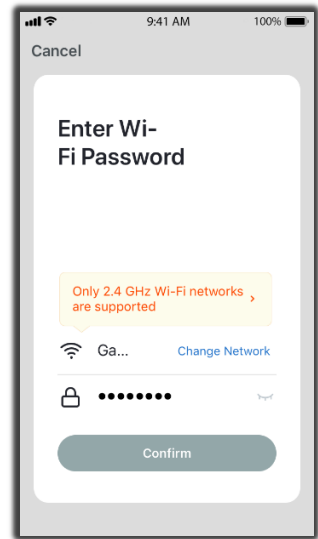 9:41 AM
100%
Cancel
Enter Wi-
Fi Password
Only 2.4 GHz Wi-Fi networks
are supported
Ga...
Change Network
••••••••
Confirm